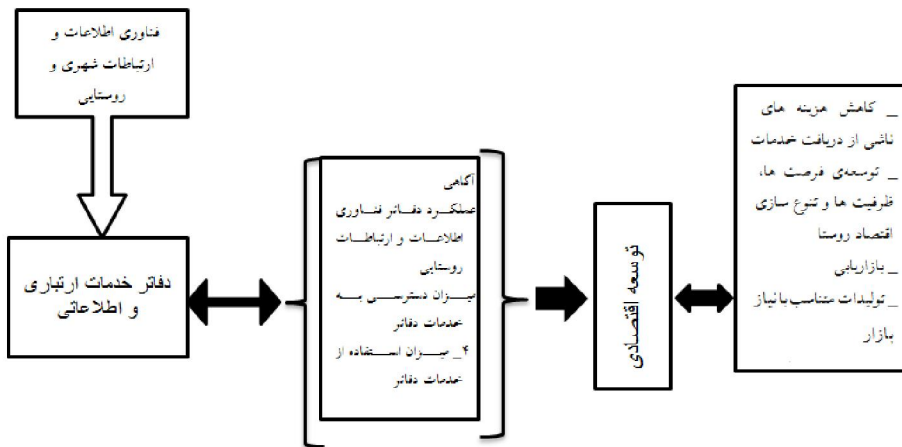 فناوری اطلاعات و
ارتباطات شهری و
روستایی
دفاتر خدمات ارتباری
و اطلاعاتی
آگاهی
عملکرد دفاتر فناوری
اطلاعات و ارتباطات
روستایی
میزان دسترسی به
خدمات دفاتر
۴_ میزان استفاده از
خدمات دفاتر
توسعه اقتصادی
_ کاهش هزینه های
ناشی از دریافت خدمات
_ توسعه‌ی فرصت ها،
ظرفیت ها و تنوع سازی
اقتصاد روستا
_ بازاریابی
_ تولیدات متناسب با نیاز
بازار